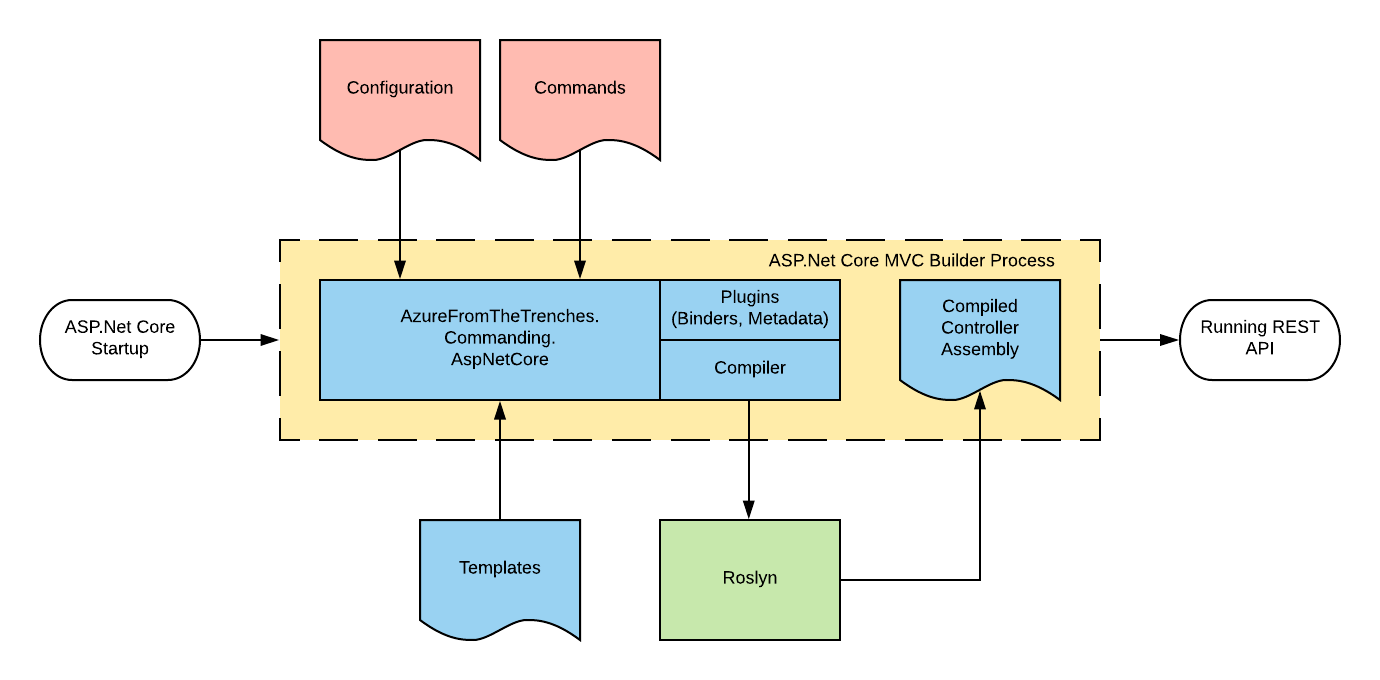 Configuration
Commands
ASP.Net Core MVC Builder Process
ASP.Net Core
Startup
AzureFromTheTrenches.
Commanding.
AspNetCore
Plugins
(Binders, Metadata)
Compiler
Compiled
Controller
Assembly
Running REST
API
Templates
Roslyn